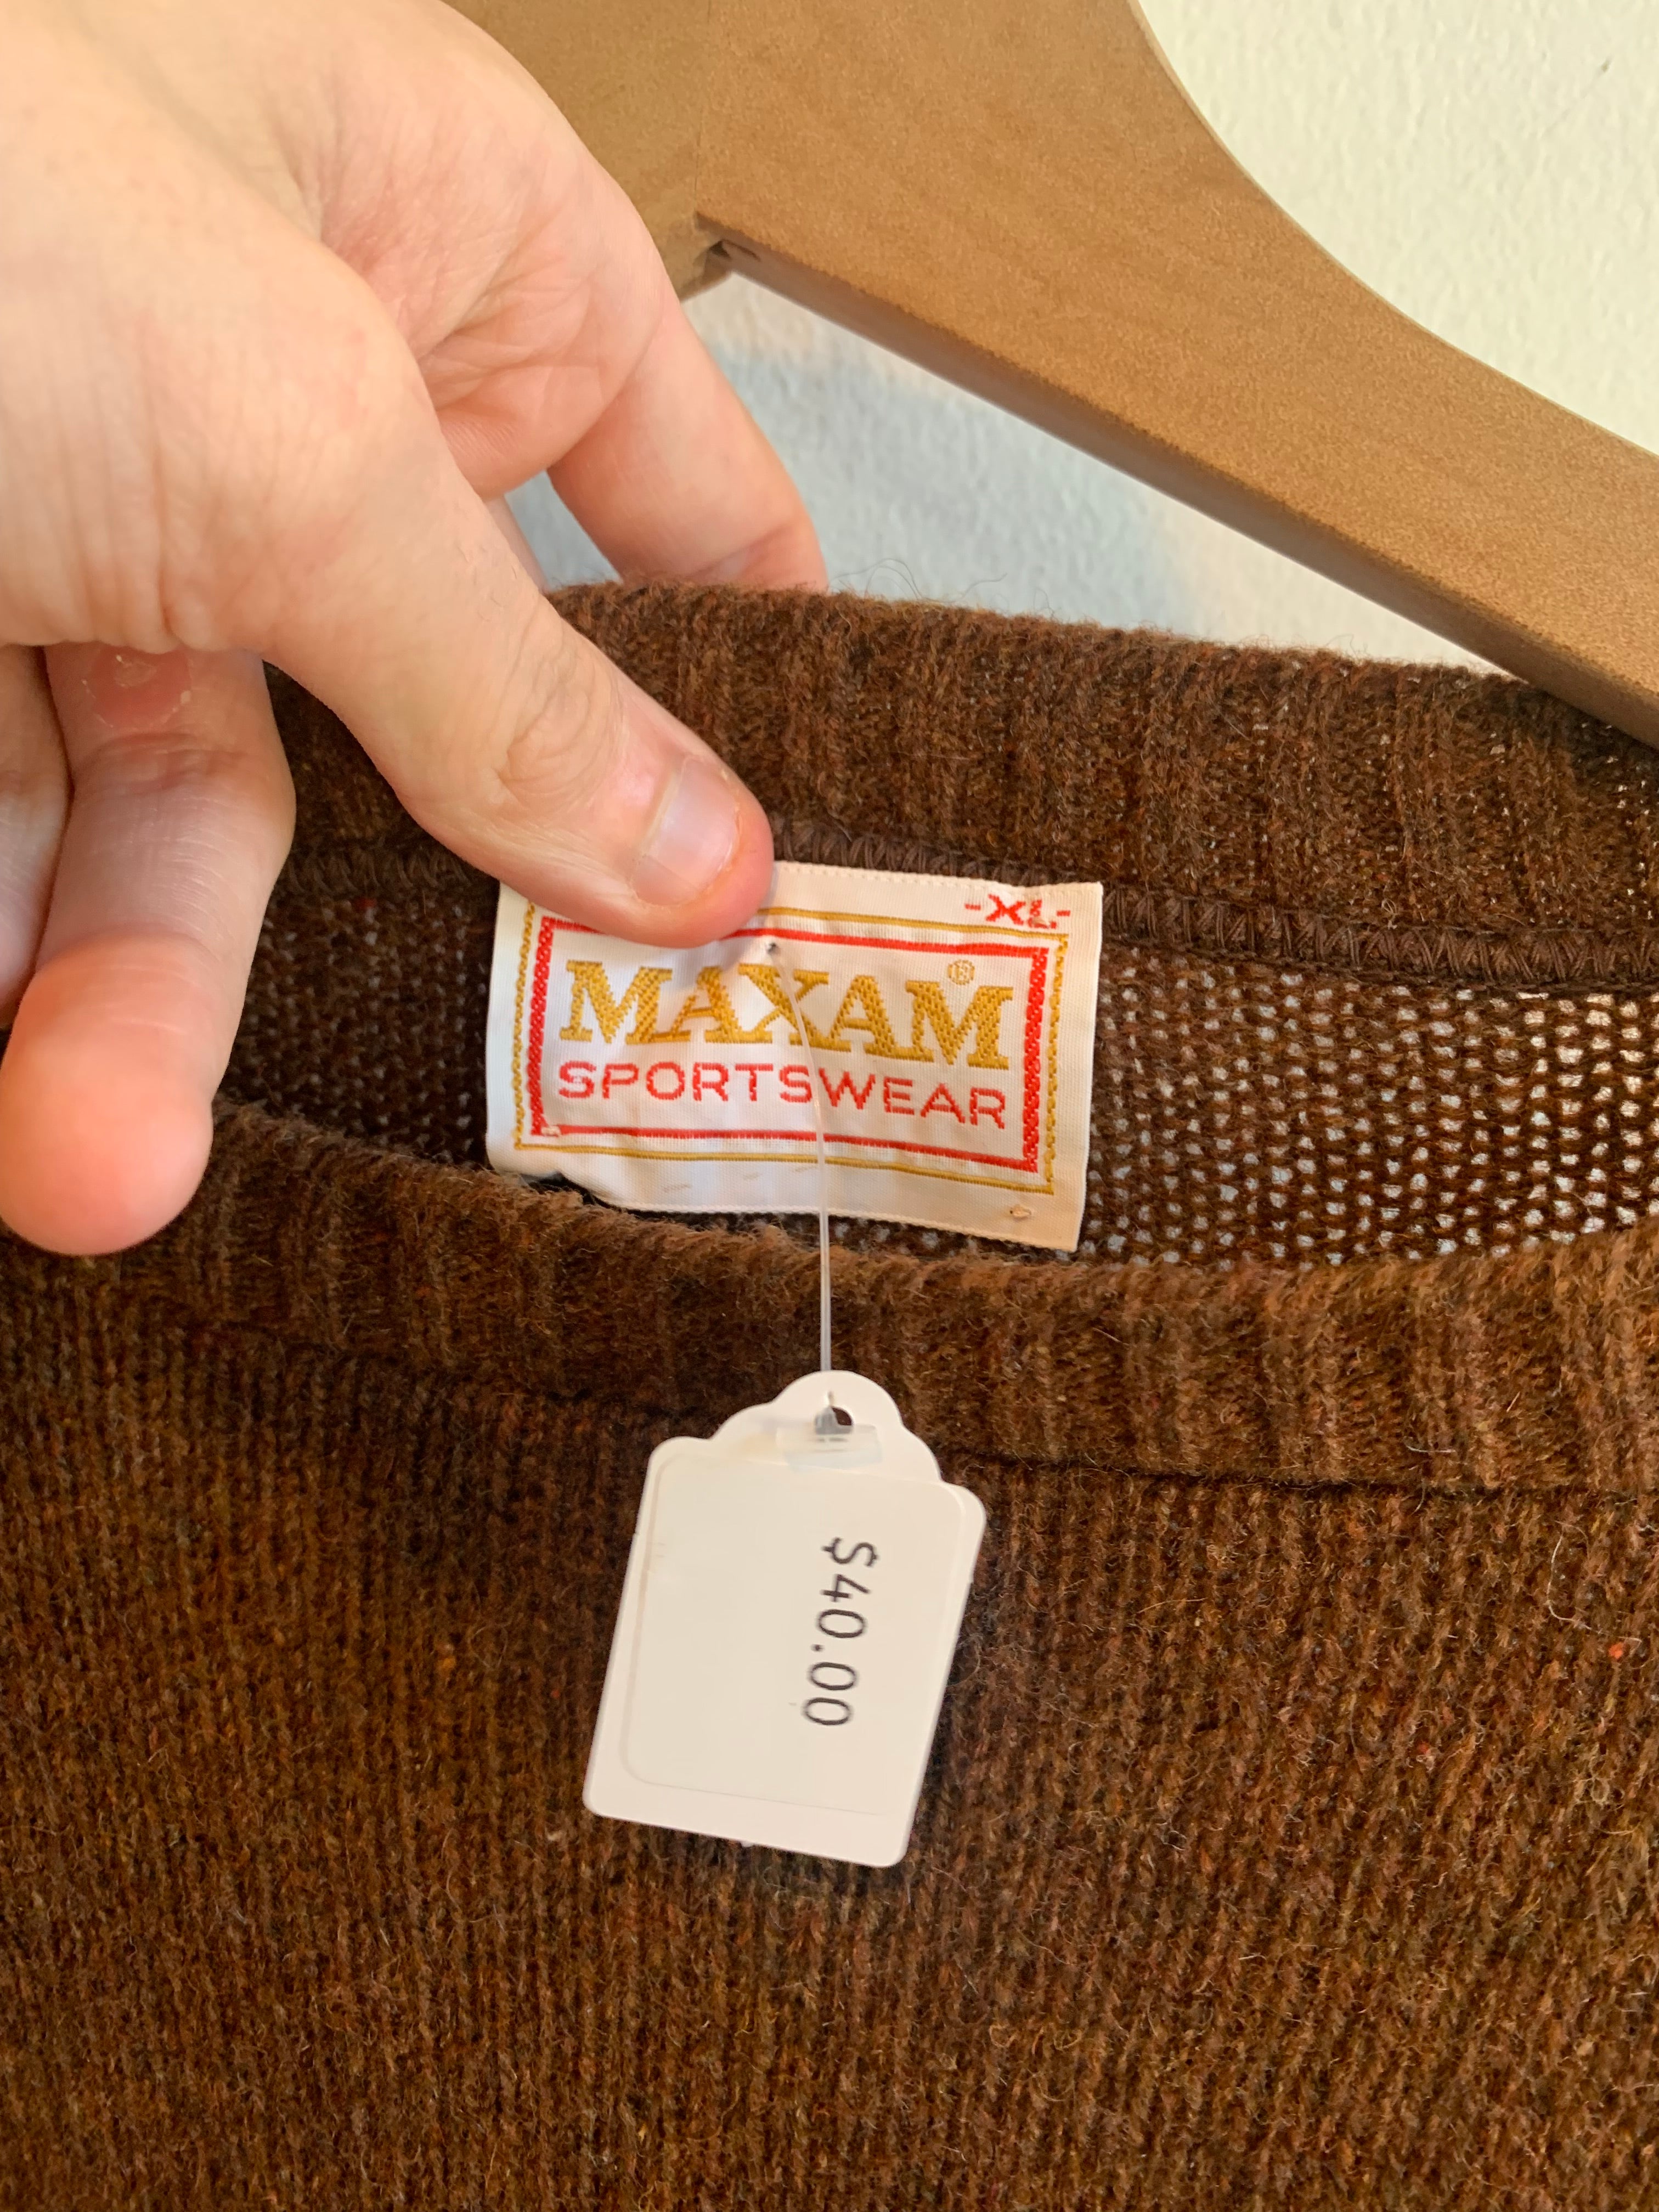 -XL-
MAXAM®
SPORTSWEAR
$40.00